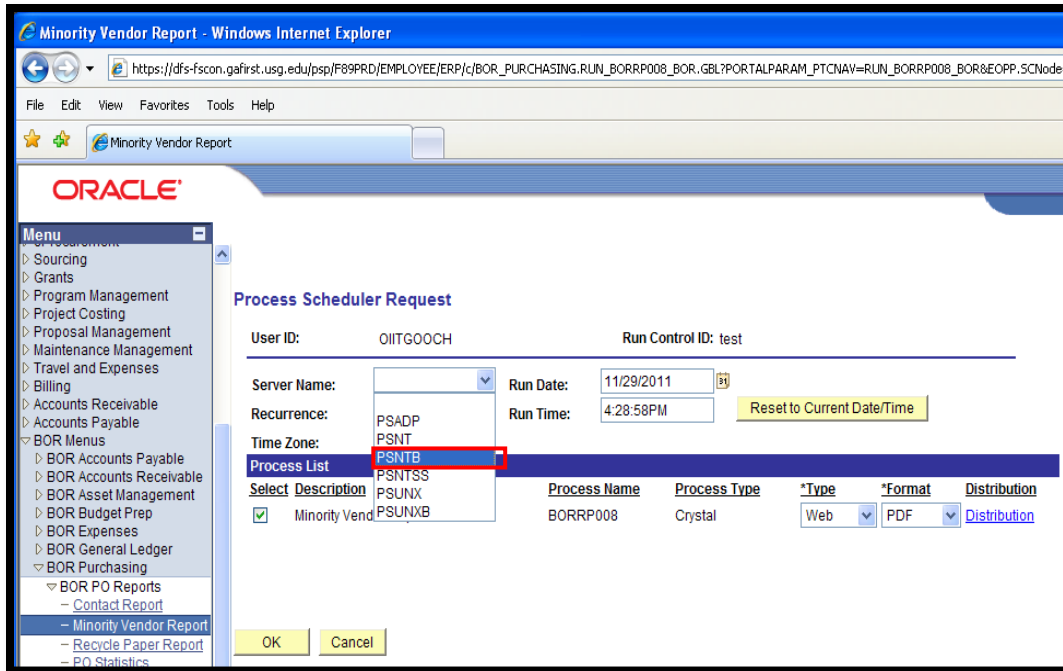 Minority Vendor Report - Windows Internet Explorer
https://dfs-fscon.gafirst.usg.edu/psp/F89PRD/EMPLOYEE/ERP/c/BOR_PURCHASING.RUN_BORRP008_BOR.GBL?PORTALPARAM_PTCNAV=RUN_BORRP008_BOR&EOPP.SCNode
File Edit View Favorites Tools Help
Minority Vendor Report
ORACLE
Menu
Sourcing
Grants
Program Management
Project Costing
Proposal Management
Maintenance Management
Travel and Expenses
Billing
Accounts Receivable
Accounts Payable
BOR Menus
BOR Accounts Payable
BOR Accounts Receivable
BOR Asset Management
BOR Budget Prep
BOR Expenses
BOR General Ledger
BOR Purchasing
BOR PO Reports
Contact Report
Minority Vendor Report
Recycle Paper Report
PO Statistics
Process Scheduler Request
User ID: OIITGOOCH Run Control ID: test
Server Name: Run Date: 11/29/2011
Recurrence: Run Time: 4:28:58PM Reset to Current Date/Time
Time Zone:
PSADP
PSNT
PSNTB
PSNTSS
PSUNX
PSUNXB
Process List
Select Description Process Name Process Type *Type *Format Distribution
Minority Vend BORRP008 Crystal Web PDF Distribution
OK Cancel